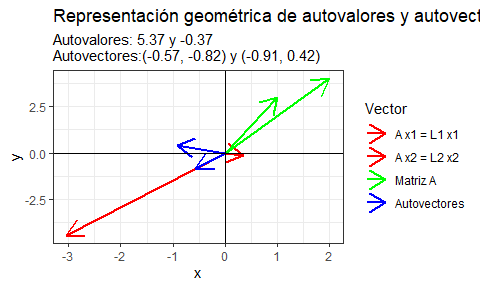 Representación geométrica de autovalores y autovect
Autovalores: 5.37 y -0.37
Autovectores:(-0.57, -0.82) y (-0.91, 0.42)
2.5
0.0
-2.5
y
-3
-2
-1
0
1
2
x
Vector
A x1 = L1 x1
A x2 = L2 x2
Matriz A
Autovectores